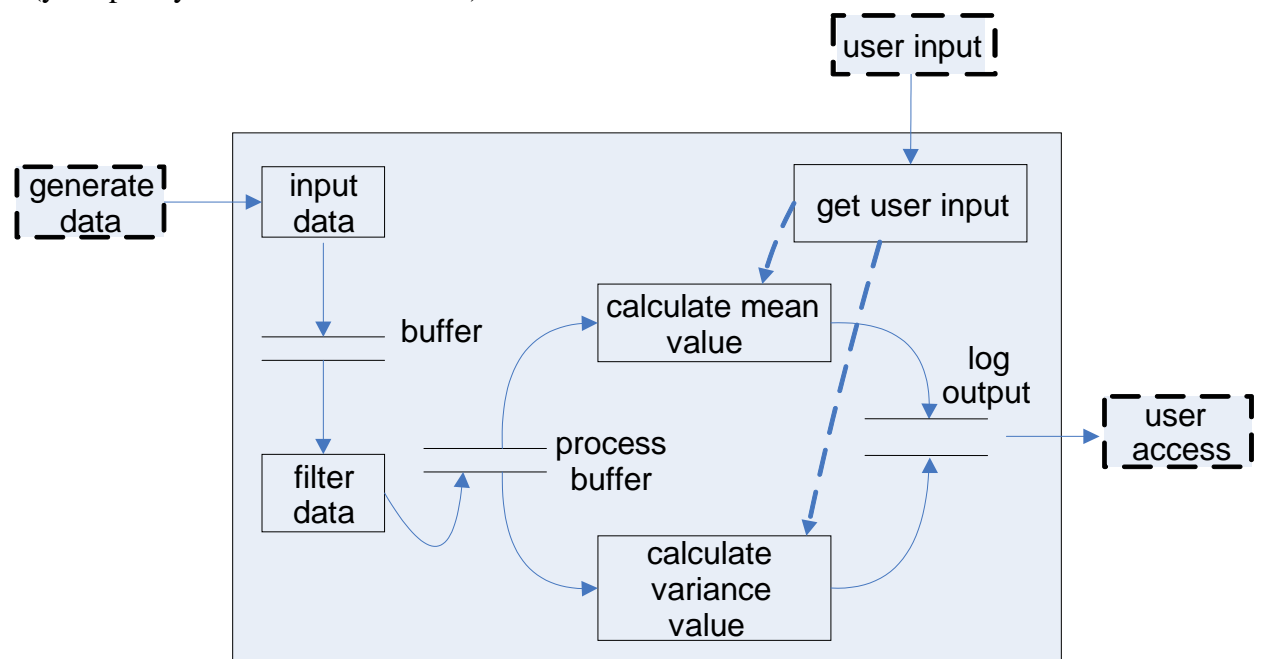 user input
generate
data
input
data
get user input
calculate mean
value
buffer
log
output
user
access
process
buffer
filter
data
calculate
variance
value